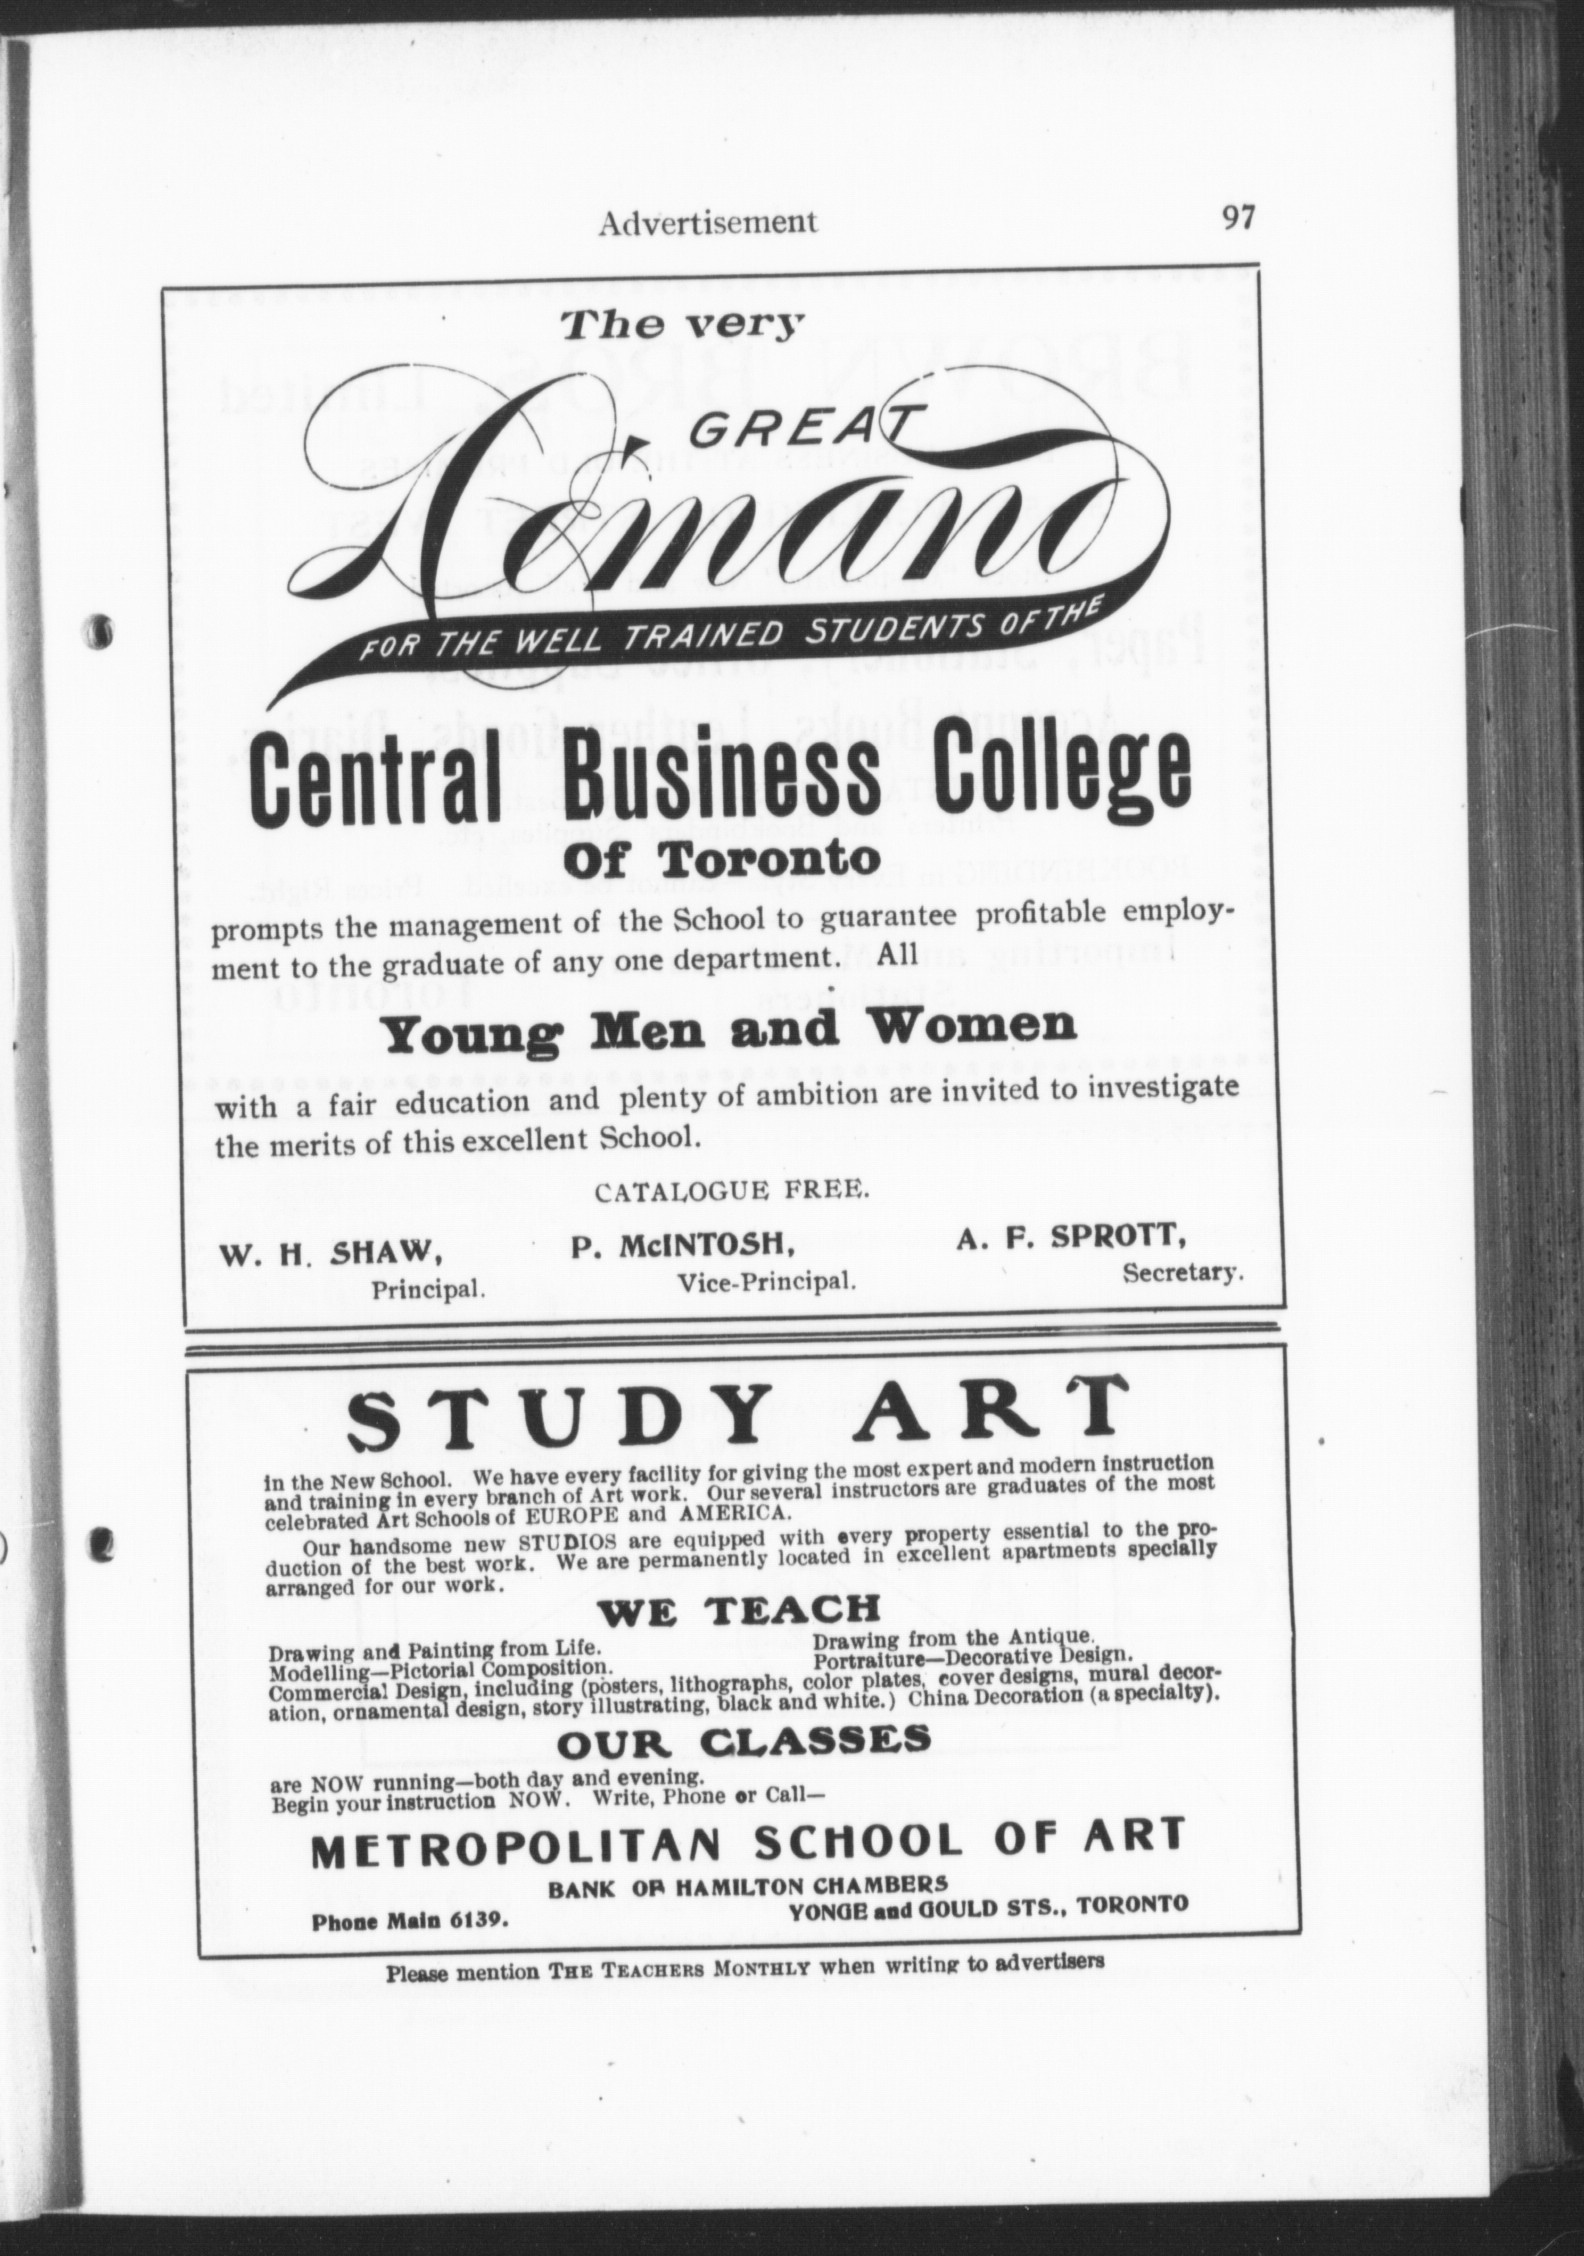 Advertisement 97
The very
GREAT
Demand
FOR THE WELL TRAINED STUDENTS OF THE
Central Business College
Of Toronto
prompts the management of the School to guarantee profitable employ-
ment to the graduate of any one department. All
Young Men and Women
with a fair education and plenty of ambition are invited to investigate
the merits of this excellent School.
CATALOGUE FREE.
W. H. SHAW, P. McINTOSH, A. F. SPROTT,
Principal. Vice-Principal. Secretary.
STUDY ART
in the New School. We have every facility for giving the most expert and modern instruction
and training in every branch of Art work. Our several instructors are graduates of the most
celebrated Art Schools of EUROPE and AMERICA.
Our handsome new STUDIOS are equipped with every property essential to the pro-
duction of the best work. We are permanently located in excellent apartments specially
arranged for our work.
WE TEACH
Drawing and Painting from Life. Drawing from the Antique.
Modelling—Pictorial Composition. Portraiture—Decorative Design.
Commercial Design, including (posters, lithographs, color plates, cover designs, mural decor-
ation, ornamental design, story illustrating, black and white.) China Decoration (a specialty).
OUR CLASSES
are NOW running—both day and evening.
Begin your instruction NOW. Write, Phone or Call—
METROPOLITAN SCHOOL OF ART
BANK OF HAMILTON CHAMBERS
Phone Main 6139. YONGE and GOULD STS., TORONTO
Please mention THE TEACHERS MONTHLY when writing to advertisers